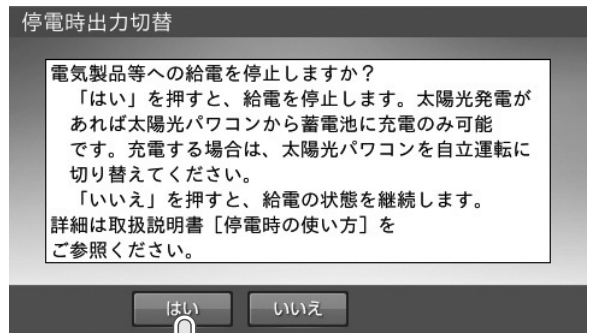 停電時出力切替
電気製品等への給電を停止しますか？
「はい」を押すと、給電を停止します。太陽光発電が
あれば太陽光パワコンから蓄電池に充電のみ可能
です。充電する場合は、太陽光パワコンを自立運転に
切り替えてください。
「いいえ」を押すと、給電の状態を継続します。
詳細は取扱説明書［停電時の使い方］を
ご参照ください。
はい
いいえ